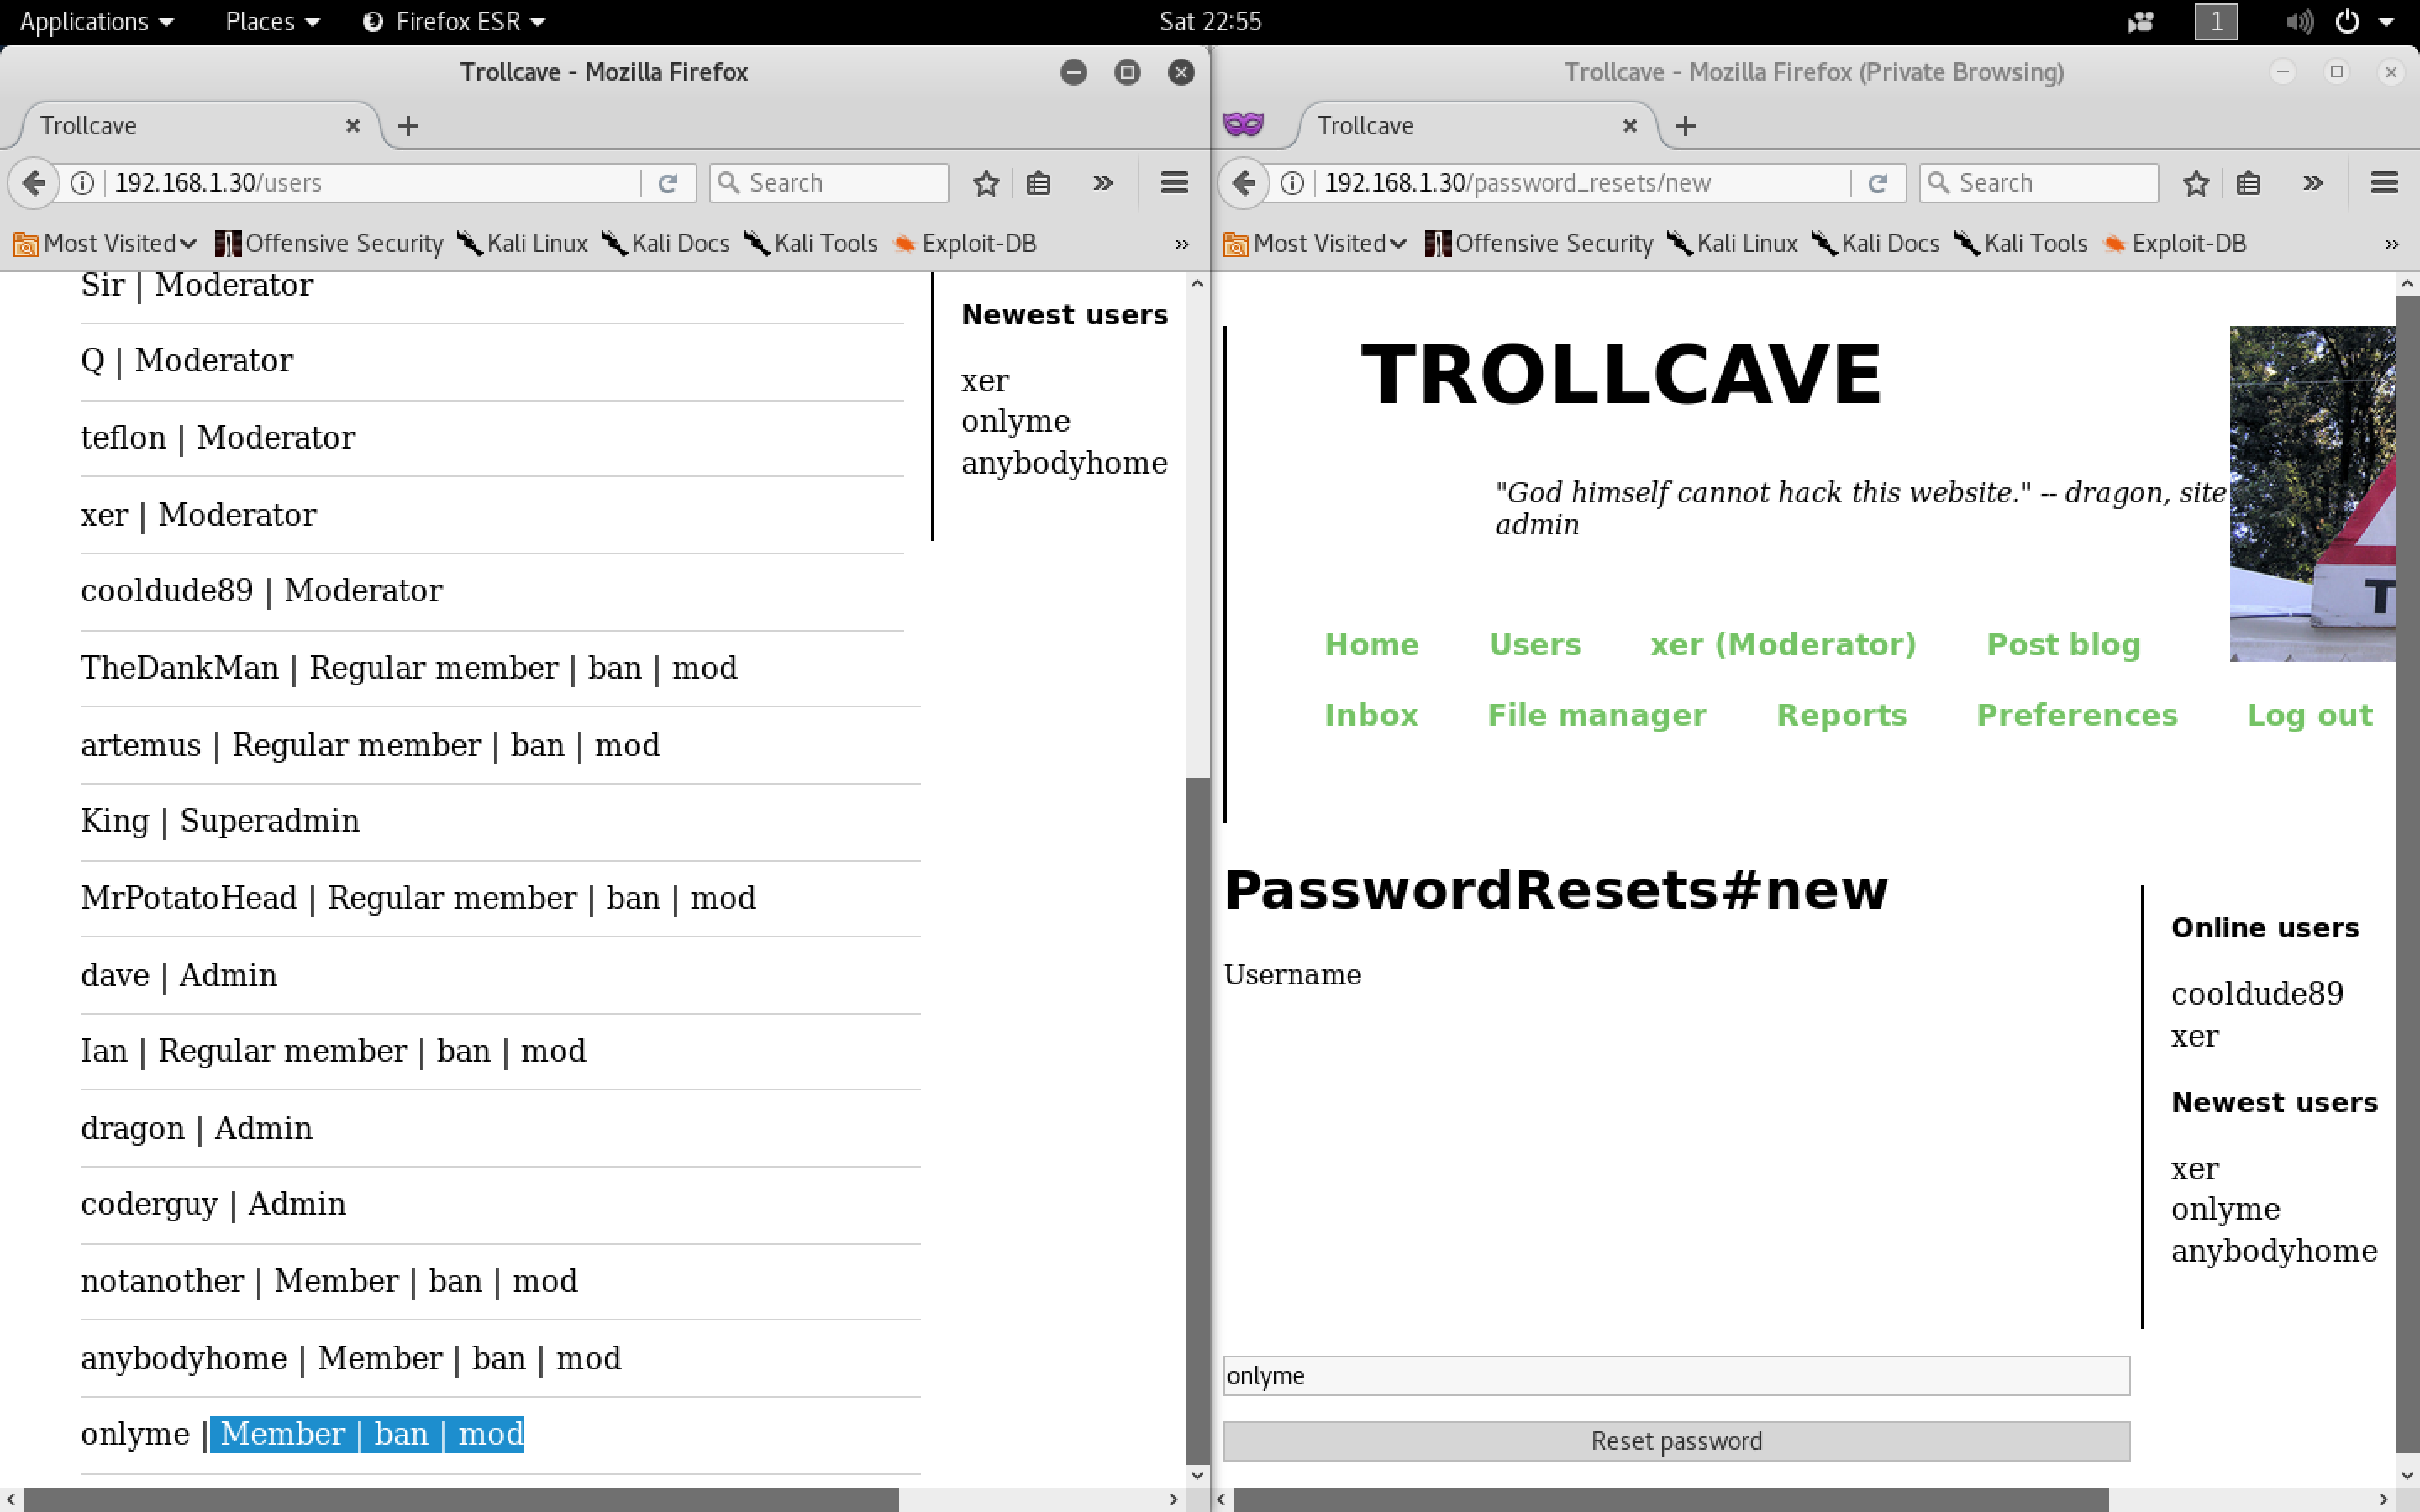 Applications Places Firefox ESR Sat 22:55 1
Trollcave - Mozilla Firefox
Trollcave
192.168.1.30/users Search
Most Visited Offensive Security Kali Linux Kali Docs Kali Tools Exploit-DB »
Sir | Moderator
Q | Moderator
teflon | Moderator
xer | Moderator
cooldude89 | Moderator
TheDankMan | Regular member | ban | mod
artemus | Regular member | ban | mod
King | Superadmin
MrPotatoHead | Regular member | ban | mod
dave | Admin
Ian | Regular member | ban | mod
dragon | Admin
coderguy | Admin
notanother | Member | ban | mod
anybodyhome | Member | ban | mod
onlyme | Member | ban | mod
Newest users
xer
onlyme
anybodyhome
Trollcave - Mozilla Firefox (Private Browsing)
Trollcave
192.168.1.30/password_resets/new Search
Most Visited Offensive Security Kali Linux Kali Docs Kali Tools Exploit-DB »
TROLLCAVE
"God himself cannot hack this website." -- dragon, site
admin
Home Users xer (Moderator) Post blog
Inbox File manager Reports Preferences Log out
T
PasswordResets#new
Username
onlyme
Reset password
Online users
cooldude89
xer
Newest users
xer
onlyme
anybodyhome